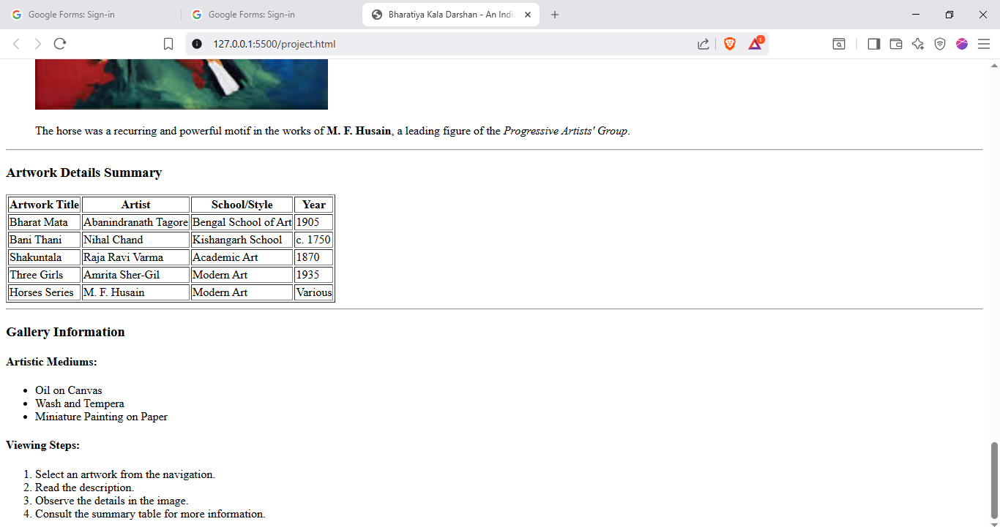 Google Forms: Sign-in
Google Forms: Sign-in
Bharatiya Kala Darshan - An Indi
127.0.0.1:5500/project.html
1
The horse was a recurring and powerful motif in the works of M. F. Husain, a leading figure of the Progressive Artists' Group.
Artwork Details Summary
Artwork Title Artist School/Style Year
Bharat Mata Abanindranath Tagore Bengal School of Art 1905
Bani Thani Nihal Chand Kishangarh School c. 1750
Shakuntala Raja Ravi Varma Academic Art 1870
Three Girls Amrita Sher-Gil Modern Art 1935
Horses Series M. F. Husain Modern Art Various
Gallery Information
Artistic Mediums:
• Oil on Canvas
• Wash and Tempera
• Miniature Painting on Paper
Viewing Steps:
1. Select an artwork from the navigation.
2. Read the description.
3. Observe the details in the image.
4. Consult the summary table for more information.